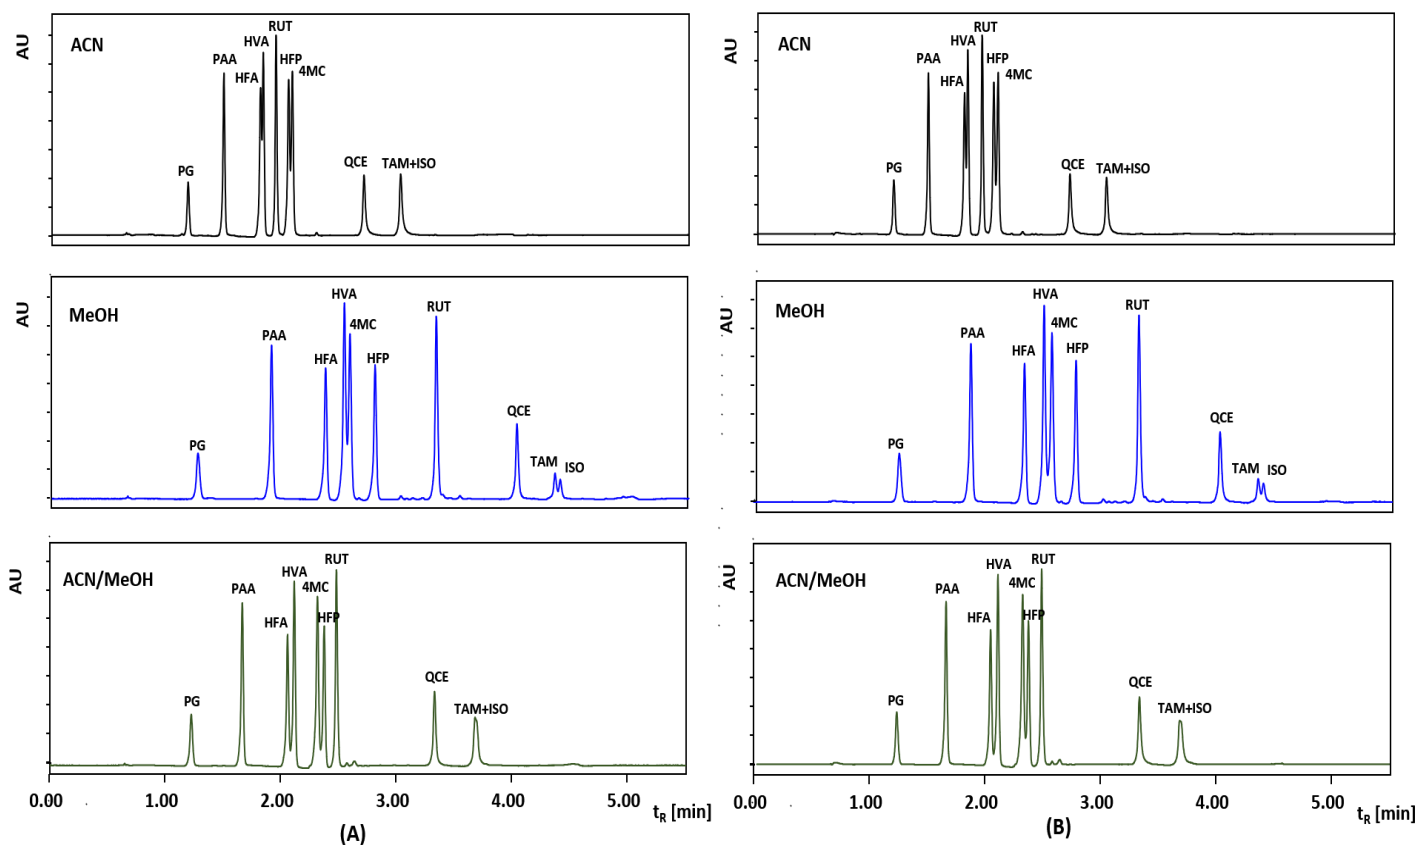 ACN
AU
PG
PAA
HFA
HVA
RUT
HFP
4MC
QCE
TAM+ISO
MeOH
AU
PG
PAA
HFA
HVA
4MC
HFP
RUT
QCE
TAM
ISO
ACN/MeOH
AU
PG
PAA
HFA
HVA
4MC
HFP
RUT
QCE
TAM+ISO
0.00 1.00 2.00 3.00 4.00 5.00
tR [min]
(A)
ACN
AU
PG
PAA
HFA
HVA
RUT
HFP
4MC
QCE
TAM+ISO
MeOH
AU
PG
PAA
HFA
HVA
4MC
HFP
RUT
QCE
TAM
ISO
ACN/MeOH
AU
PG
PAA
HFA
HVA
4MC
HFP
RUT
QCE
TAM+ISO
0.00 1.00 2.00 3.00 4.00 5.00
tR [min]
(B)